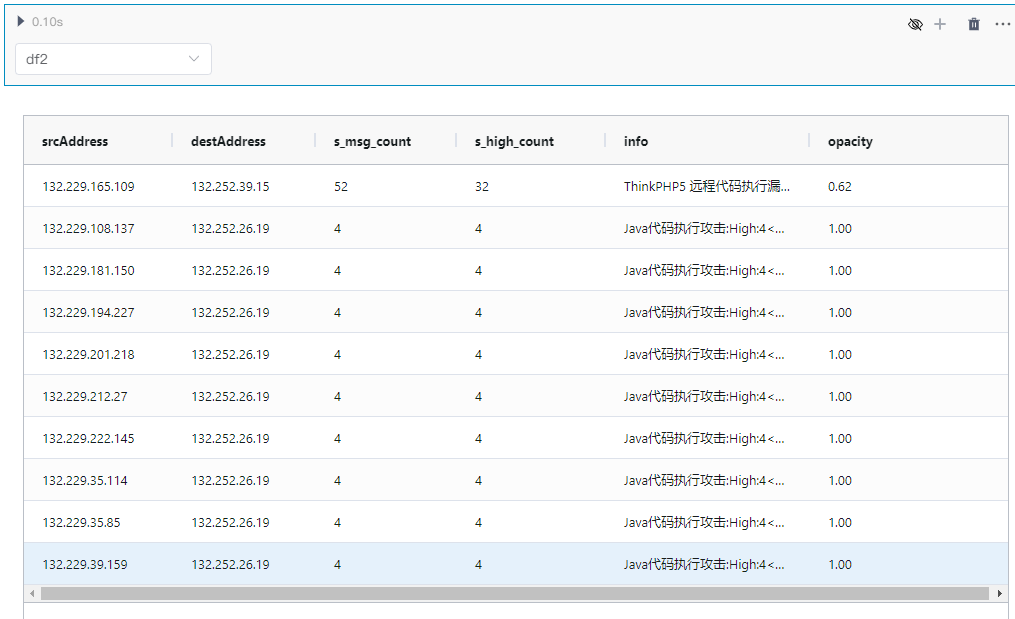 0.10s
df2
srcAddress destAddress s_msg_count s_high_count info opacity
132.229.165.109 132.252.39.15 52 32 ThinkPHP5 远程代码执行漏... 0.62
132.229.108.137 132.252.26.19 4 4 Java代码执行攻击:High:4<... 1.00
132.229.181.150 132.252.26.19 4 4 Java代码执行攻击:High:4<... 1.00
132.229.194.227 132.252.26.19 4 4 Java代码执行攻击:High:4<... 1.00
132.229.201.218 132.252.26.19 4 4 Java代码执行攻击:High:4<... 1.00
132.229.212.27 132.252.26.19 4 4 Java代码执行攻击:High:4<... 1.00
132.229.222.145 132.252.26.19 4 4 Java代码执行攻击:High:4<... 1.00
132.229.35.114 132.252.26.19 4 4 Java代码执行攻击:High:4<... 1.00
132.229.35.85 132.252.26.19 4 4 Java代码执行攻击:High:4<... 1.00
132.229.39.159 132.252.26.19 4 4 Java代码执行攻击:High:4<... 1.00